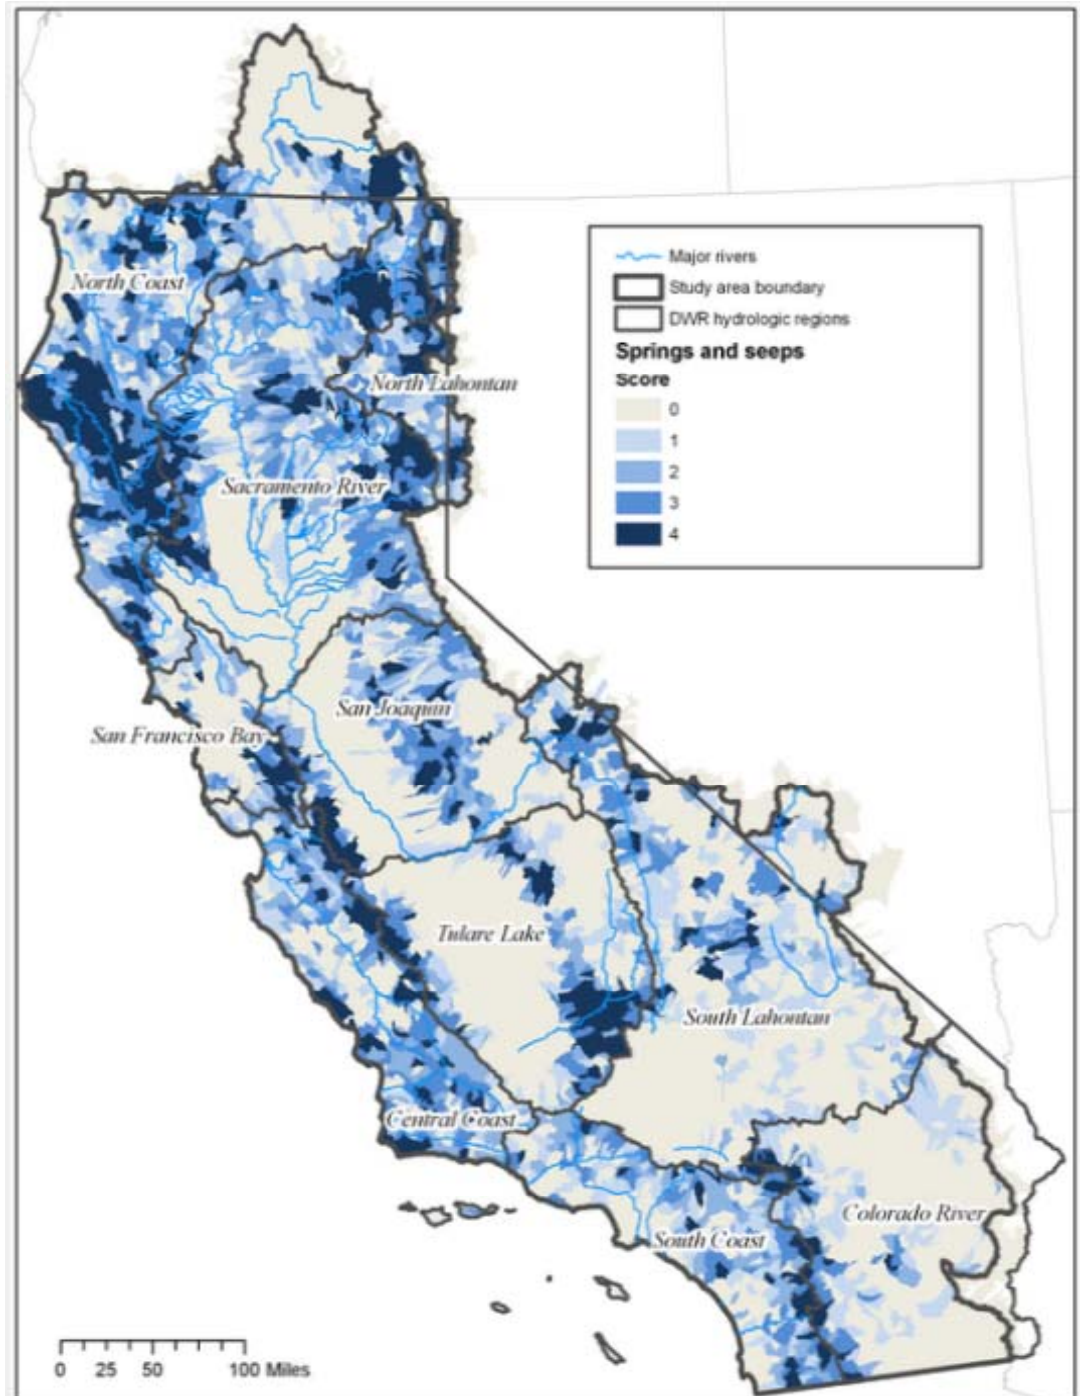 Major rivers
Study area boundary
DWR hydrologic regions
Springs and seeps
Score
0
1
2
3
4
North Coast
North Lahontan
Sacramento River
San Joaquin
San Francisco Bay
Tulare Lake
South Lahontan
Central Coast
Colorado River
South Coast
0 25 50 100 Miles